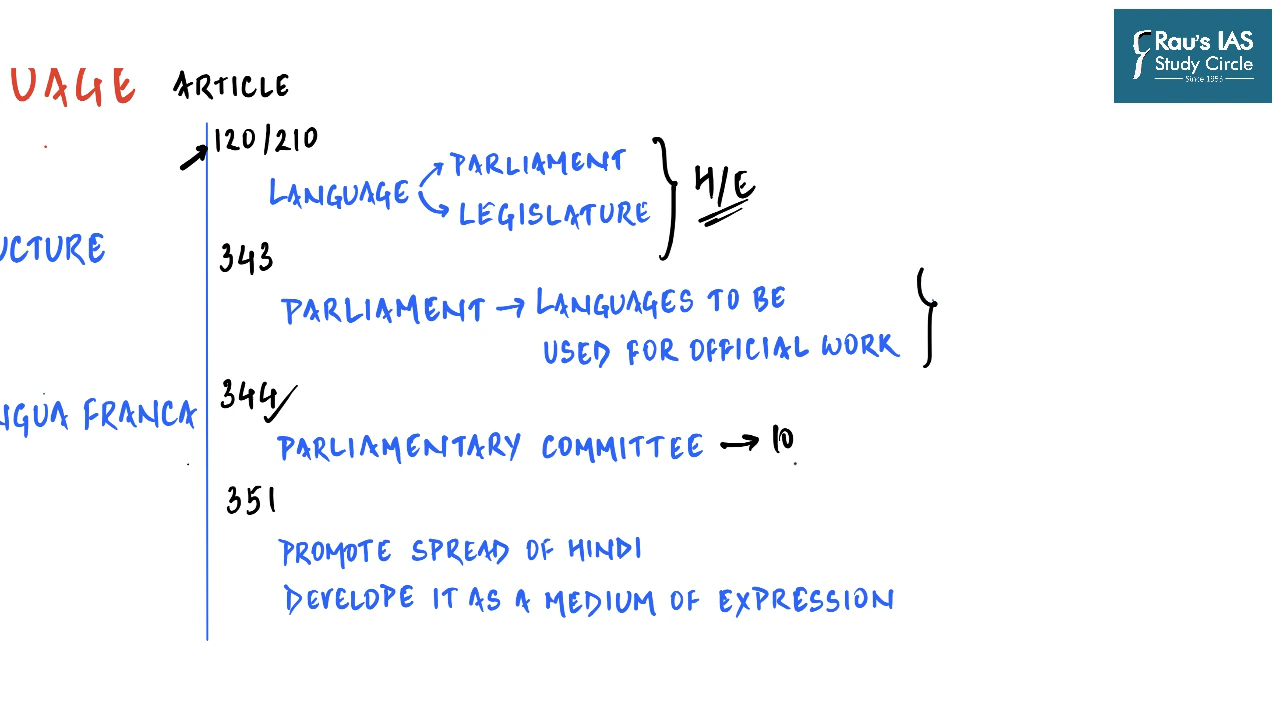 Rau's IAS
Study Circle
Since 1953
UAGE ARTICLE
120/210
LANGUAGE PARLIAMENT
LEGISLATURE
H/E
UCTURE
343
PARLIAMENT → LANGUAGES TO BE
USED FOR OFFICIAL WORK
344
NGUA FRANCA
PARLIAMENTARY COMMITTEE → 10
351
PROMOTE SPREAD OF HINDI
DEVELOPE IT AS A MEDIUM OF EXPRESSION